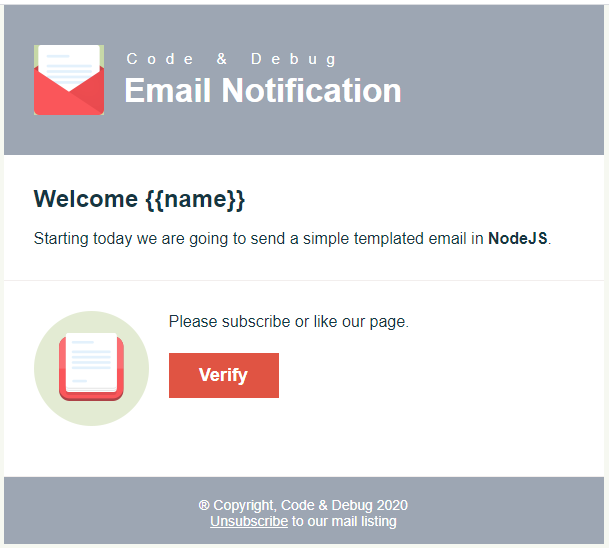 Code & Debug
Email Notification
Welcome {{name}}
Starting today we are going to send a simple templated email in NodeJS.
Please subscribe or like our page.
Verify
® Copyright, Code & Debug 2020
Unsubscribe to our mail listing